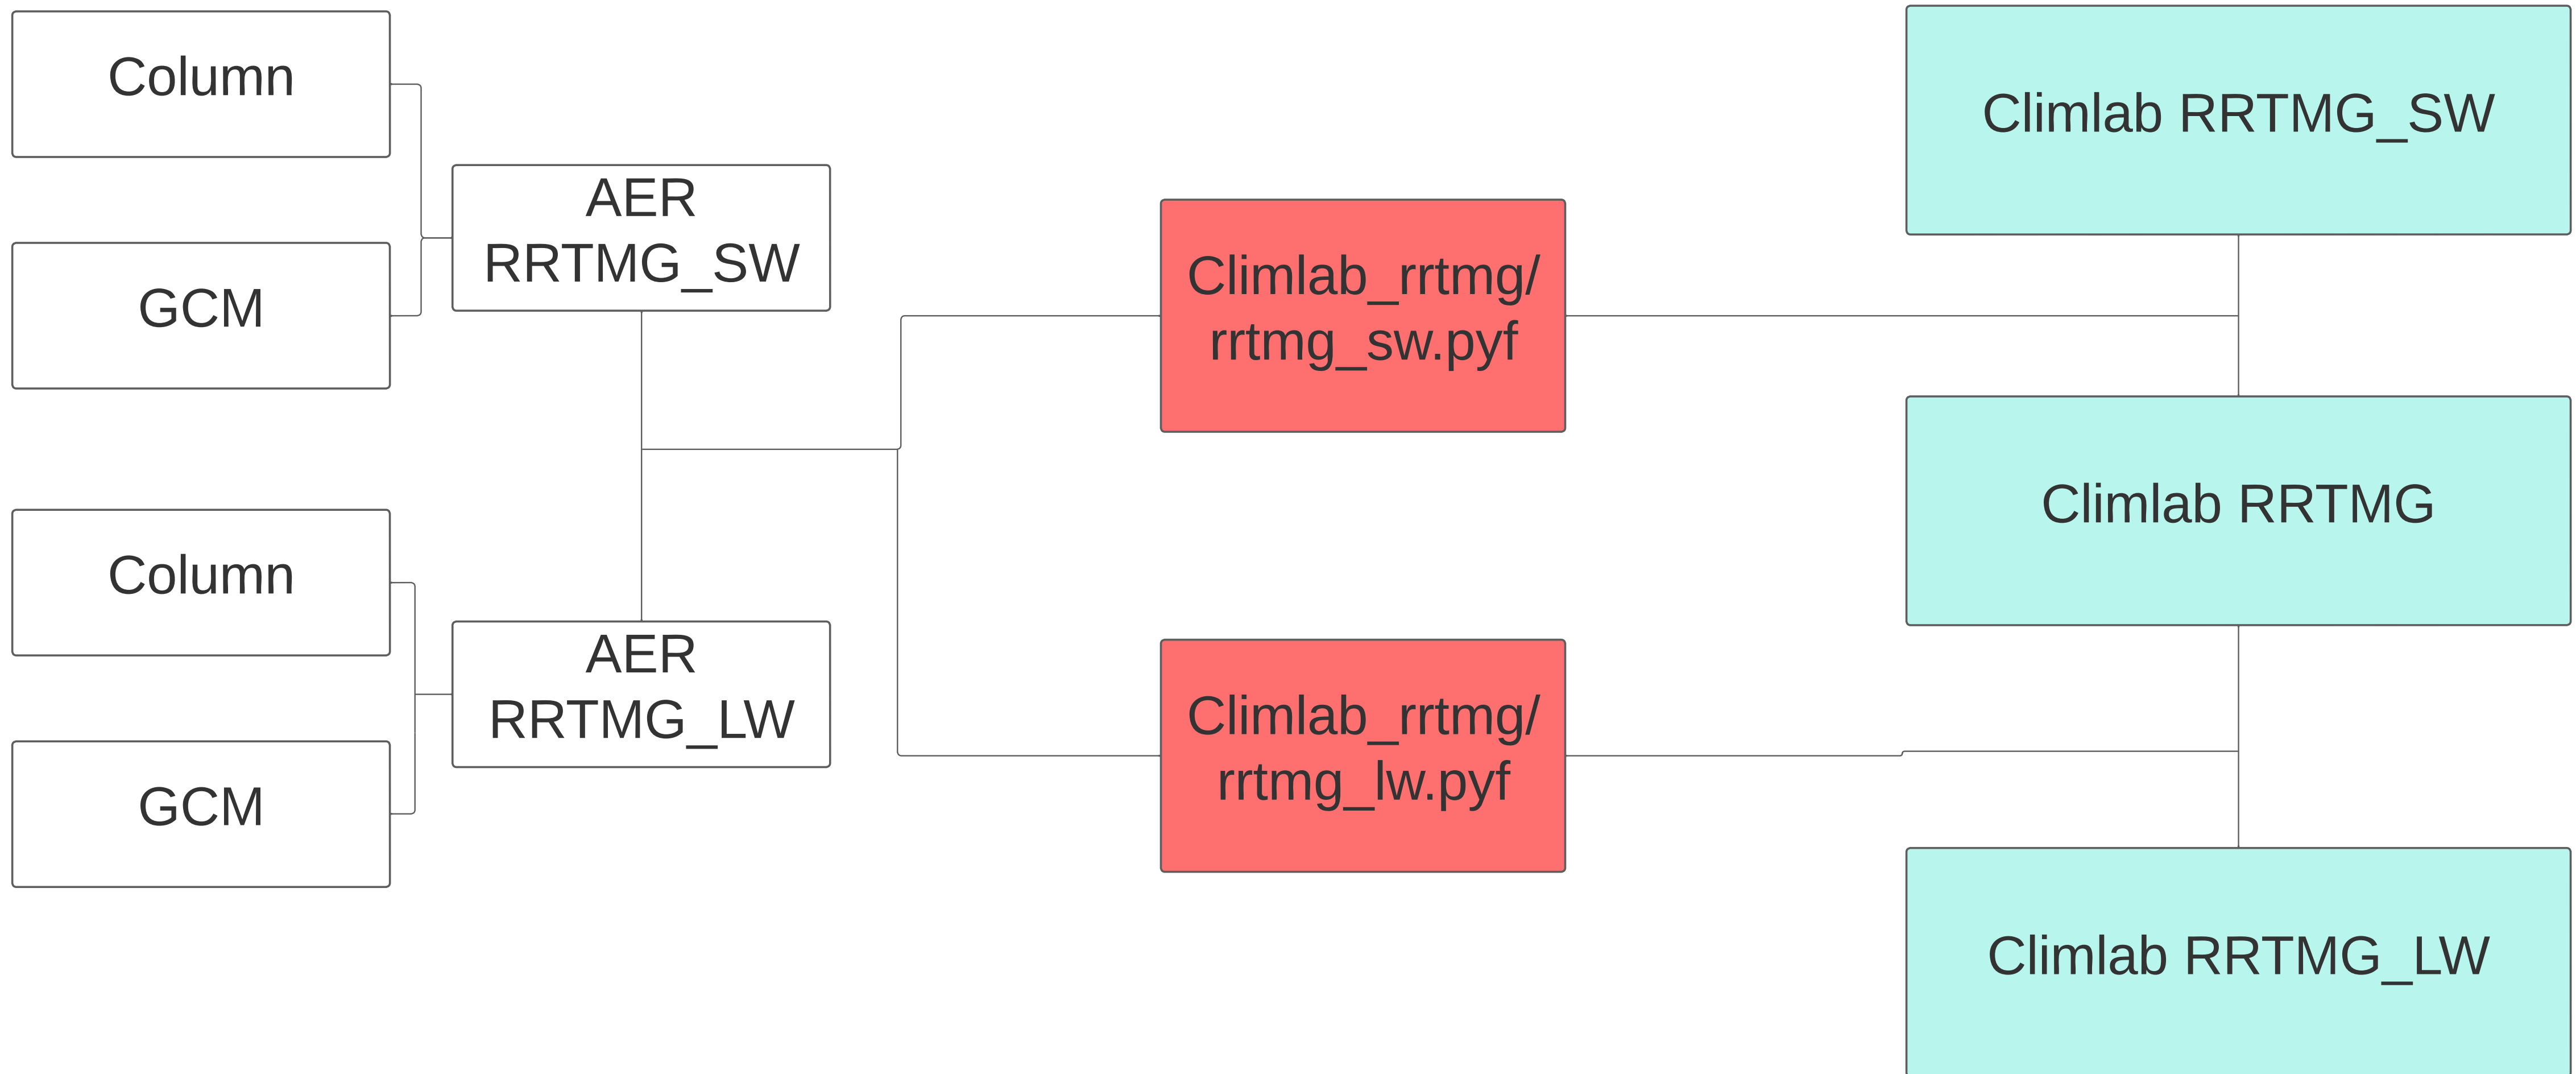 Column
GCM
AER
RRTMG_SW
Column
GCM
AER
RRTMG_LW
Climlab_rrtmg/
rrtmg_sw.pyf
Climlab_rrtmg/
rrtmg_lw.pyf
Climlab RRTMG_SW
Climlab RRTMG
Climlab RRTMG_LW